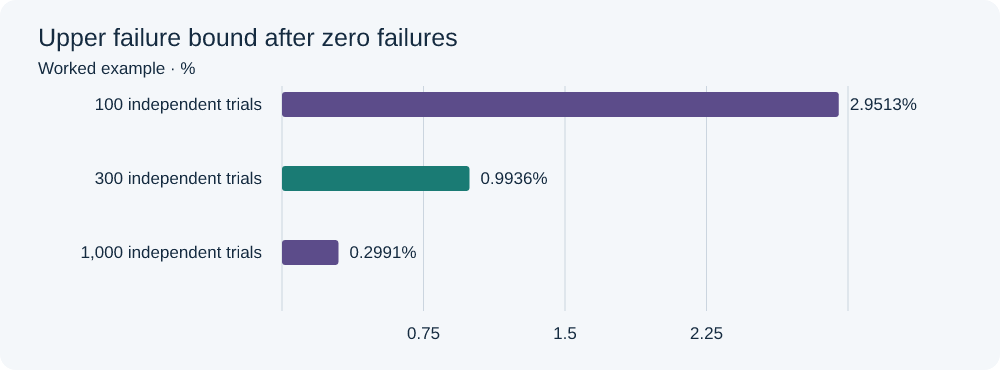 Upper failure bound after zero failures
Worked example · %
100 independent trials 2.9513%
300 independent trials 0.9936%
1,000 independent trials 0.2991%
0.75 1.5 2.25